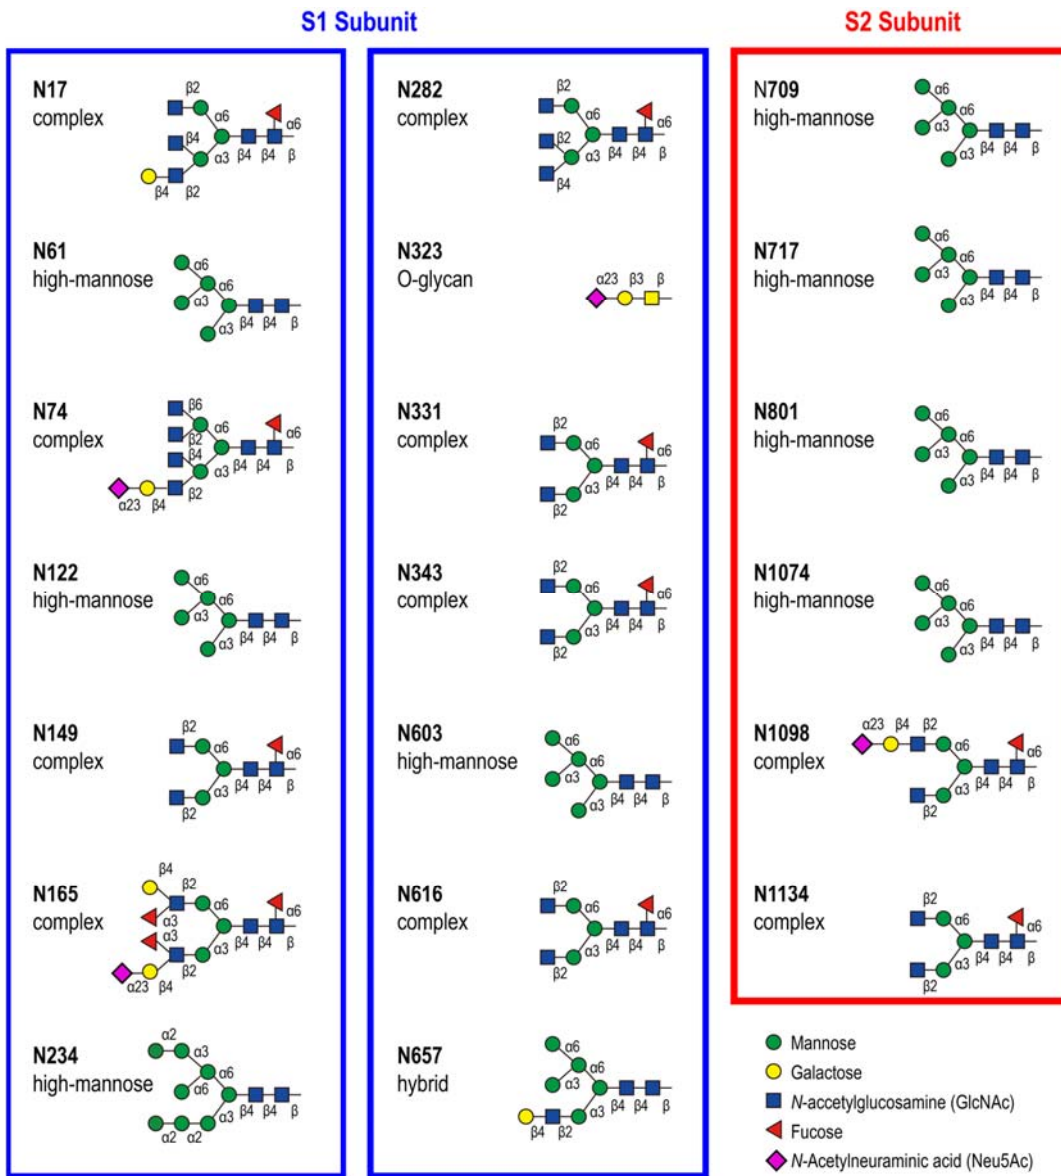 S1 Subunit
N17
complex
β2
α6
α6
β4
α3 β4 β4 β
β4 β2
N61
high-mannose
α6
α6
α3
α3 β4 β4 β
N74
complex
β6
α6
α6
β2
β4
α3 β4 β4 β
α23 β4 β2
N122
high-mannose
α6
α6
α3
α3 β4 β4 β
N149
complex
β2
α6
α6
α3 β4 β4 β
β2
N165
complex
β4
β2
α6
α6
α3
α3
α3 β4 β4 β
α23 β4 β2
N234
high-mannose
α2
α3
α6
α6
α3 β4 β4 β
α2 α2
N282
complex
β2
α6
α6
β2
α3 β4 β4 β
β4
N323
O-glycan
α23 β3 β
N331
complex
β2
α6
α6
α3 β4 β4 β
β2
N343
complex
β2
α6
α6
α3 β4 β4 β
β2
N603
high-mannose
α6
α6
α3
α3 β4 β4 β
N616
complex
β2
α6
α6
α3 β4 β4 β
β2
N657
hybrid
α6
α6
α3
α3 β4 β4 β
β4 β2
S2 Subunit
N709
high-mannose
α6
α6
α3
α3 β4 β4 β
N717
high-mannose
α6
α6
α3
α3 β4 β4 β
N801
high-mannose
α6
α6
α3
α3 β4 β4 β
N1074
high-mannose
α6
α6
α3
α3 β4 β4 β
N1098
complex
α23 β4 β2
α6
α6
α3 β4 β4 β
β2
N1134
complex
β2
α6
α6
α3 β4 β4 β
β2
Mannose
Galactose
N-accetylglucosamine (GlcNAc)
Fucose
N-Acetylneuraminic acid (Neu5Ac)